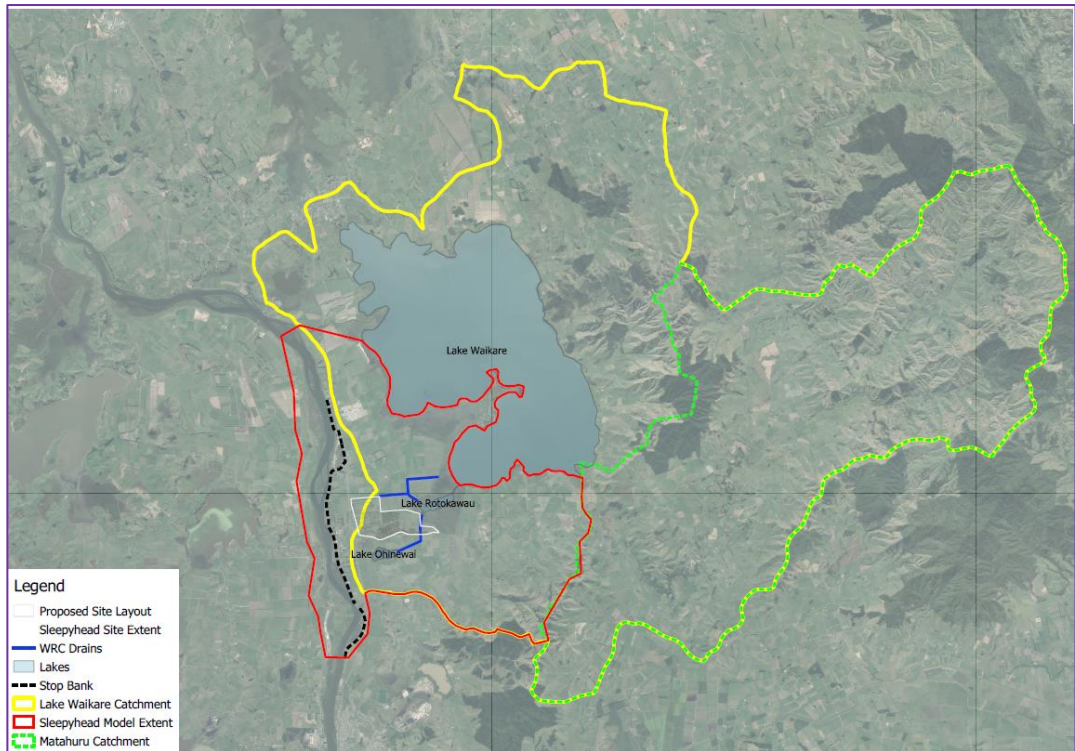 Lake Waikare
Lake Rotokawau
Lake Ohinewai
Legend
Proposed Site Layout
Sleepyhead Site Extent
WRC Drains
Lakes
Stop Bank
Lake Waikare Catchment
Sleepyhead Model Extent
Matahuru Catchment